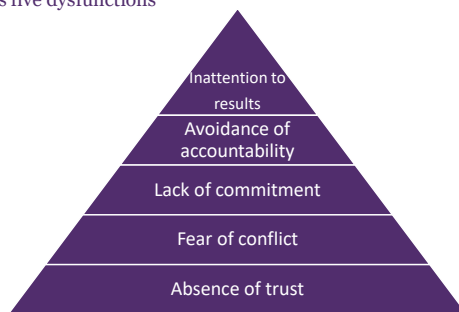 five dysfunctions
Inattention to
results
Avoidance of
accountability
Lack of commitment
Fear of conflict
Absence of trust